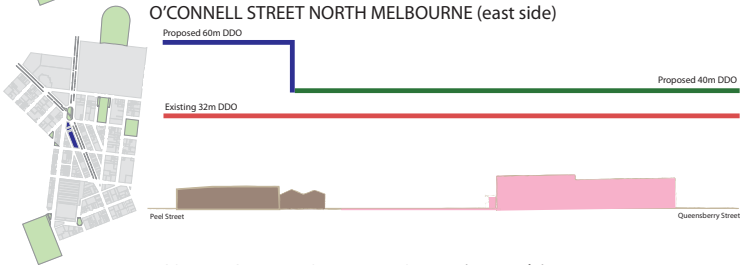 O'CONNELL STREET NORTH MELBOURNE (east side)
Proposed 60m DDO
Proposed 40m DDO
Existing 32m DDO
Peel Street
Queensberry Street